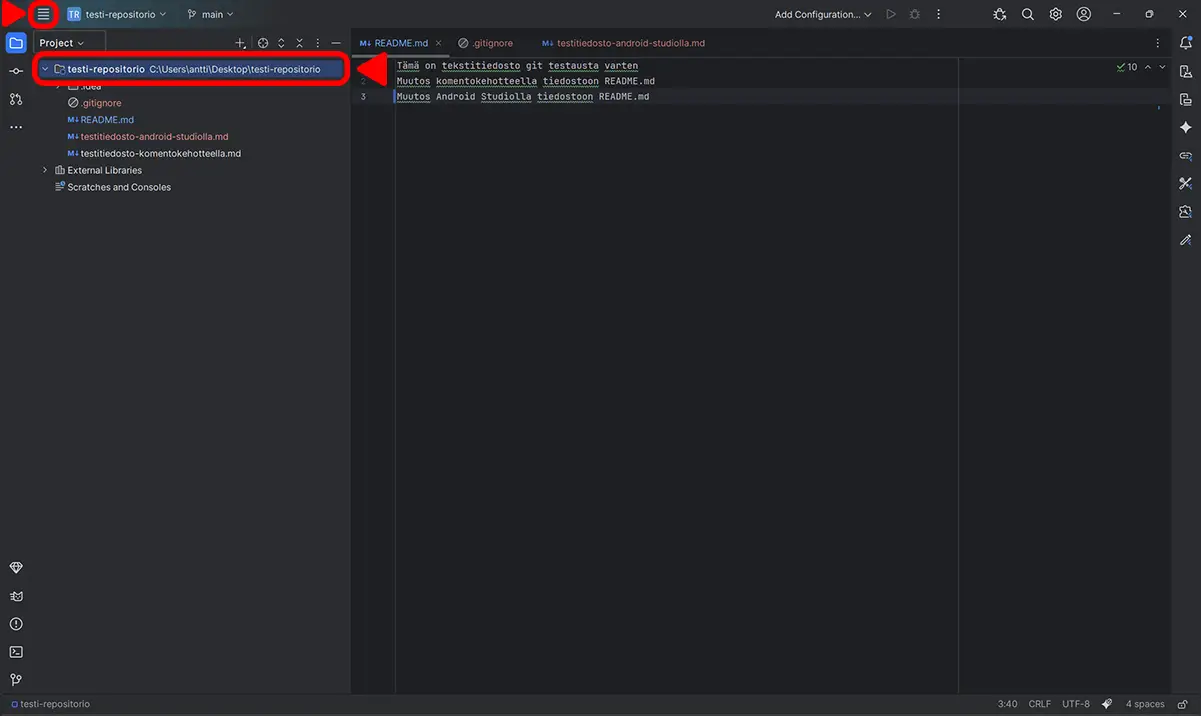 TR testi-repositorio main Add Configuration...
Project
README.md .gitignore testitiedosto-android-studiolla.md
testi-repositorio C:\Users\antti\Desktop\testi-repositorio
.idea
.gitignore
README.md
testitiedosto-android-studiolla.md
testitiedosto-komentokehotteella.md
External Libraries
Scratches and Consoles
Tämä on tekstitiedosto git testausta varten
10
2 Muutos komentokehotteella tiedostoon README.md
3 Muutos Android Studiolla tiedostoon README.md
testi-repositorio 3:40 CRLF UTF-8 4 spaces